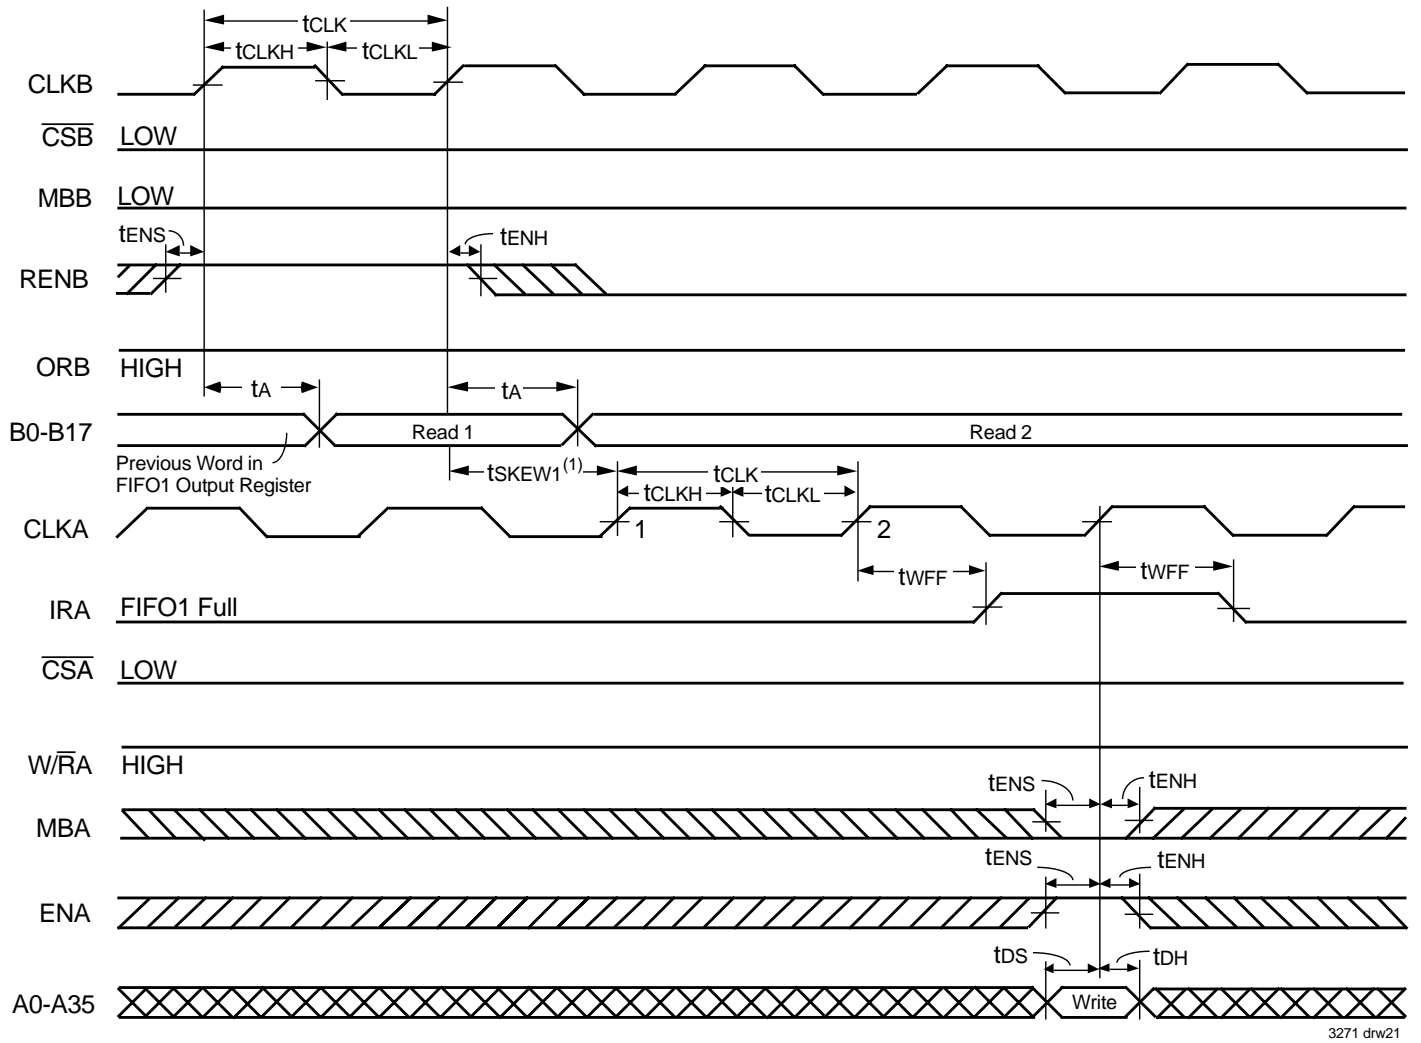 tCLK
tCLKH
tCLKL
CLKB
CSB LOW
MBB LOW
tENS
tENH
RENB
ORB HIGH
tA
tA
B0-B17
Read 1
Read 2
Previous Word in
FIFO1 Output Register
tSKEW1(1)
tCLK
tCLKH
tCLKL
CLKA
1
2
tWFF
tWFF
IRA FIFO1 Full
CSA LOW
W/RA HIGH
tENS
tENH
MBA
tENS
tENH
ENA
tDS
tDH
A0-A35
Write
3271 drw21